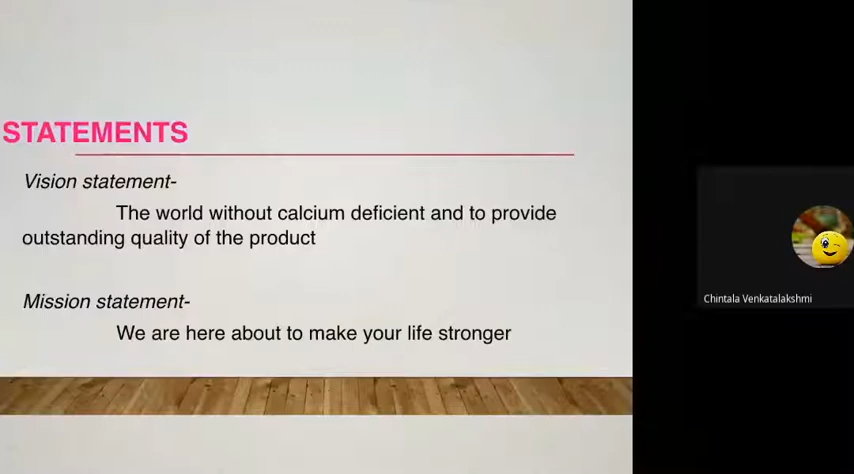 STATEMENTS
Vision statement-
The world without calcium deficient and to provide
outstanding quality of the product
Mission statement-
We are here about to make your life stronger
Chintala Venkatalakshmi